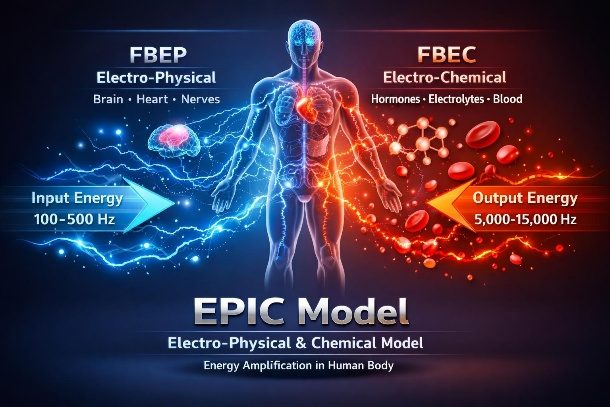 FBEP
Electro-Physical
Brain • Heart • Nerves
FBEC
Electro-Chemical
Hormones • Electrolytes • Blood
Input Energy
100-500 Hz
Output Energy
5,000-15,000 Hz
EPIC Model
Electro-Physical & Chemical Model
Energy Amplification in Human Body